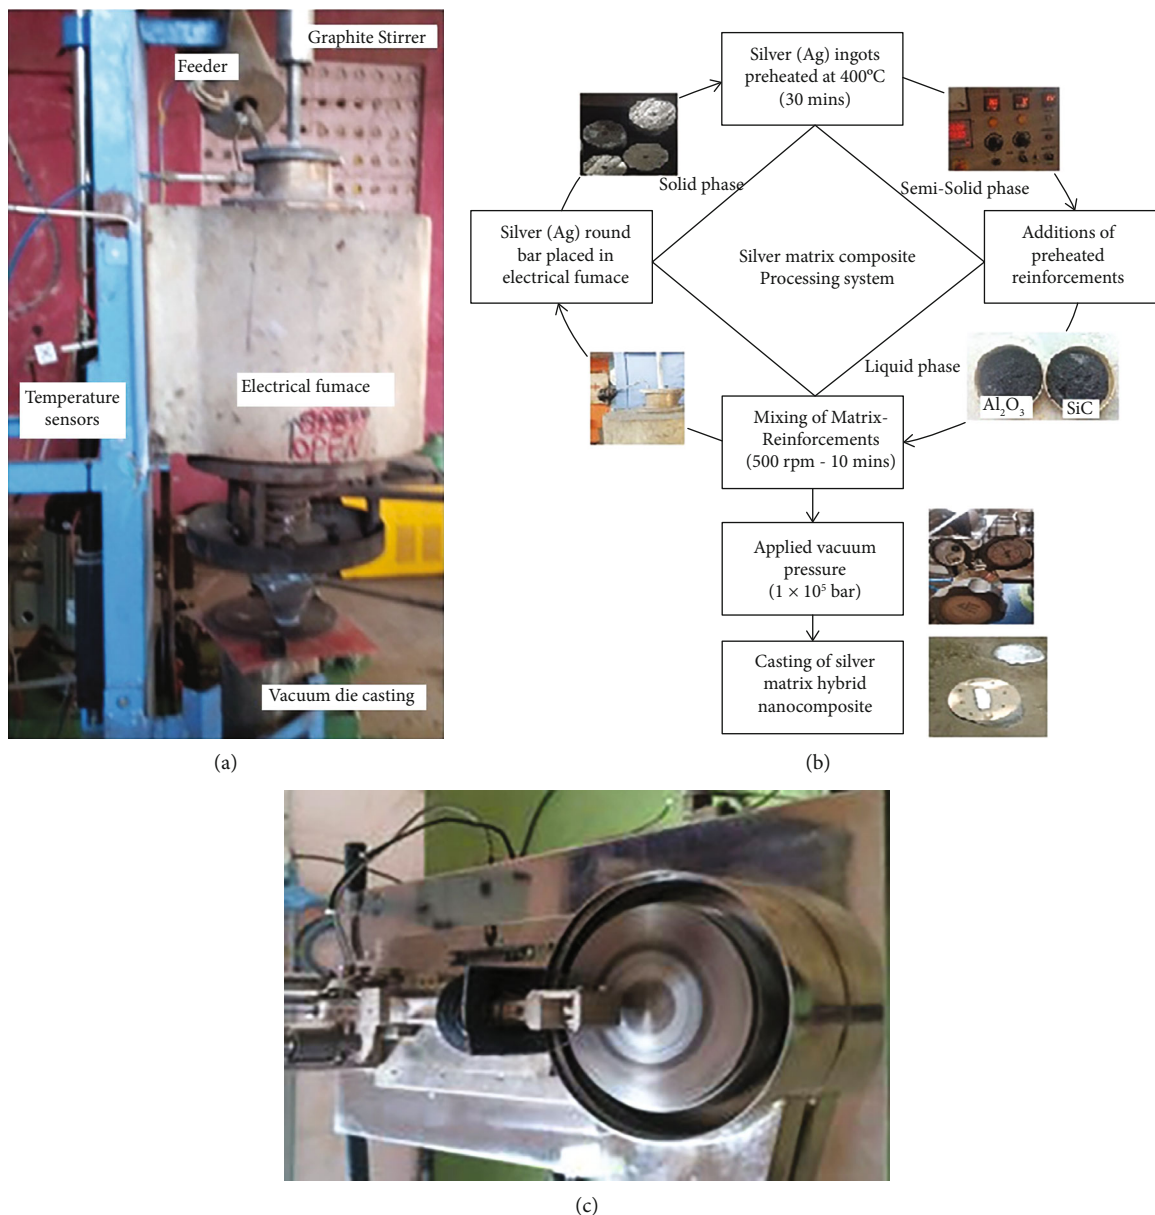 Graphite Stirrer
Feeder
Temperature
sensors
Electrical fumace
OPEN
Vacuum die casting
(a)
Silver (Ag) ingots
preheated at 400°C
(30 mins)
Solid phase
Semi-Solid phase
Silver (Ag) round
bar placed in
electrical fumace
Silver matrix composite
Processing system
Additions of
preheated
reinforcements
Liquid phase
Al₂O₃
SiC
Mixing of Matrix-
Reinforcements
(500 rpm - 10 mins)
Applied vacuum
pressure
(1 × 10⁵ bar)
Casting of silver
matrix hybrid
nanocomposite
(b)
(c)